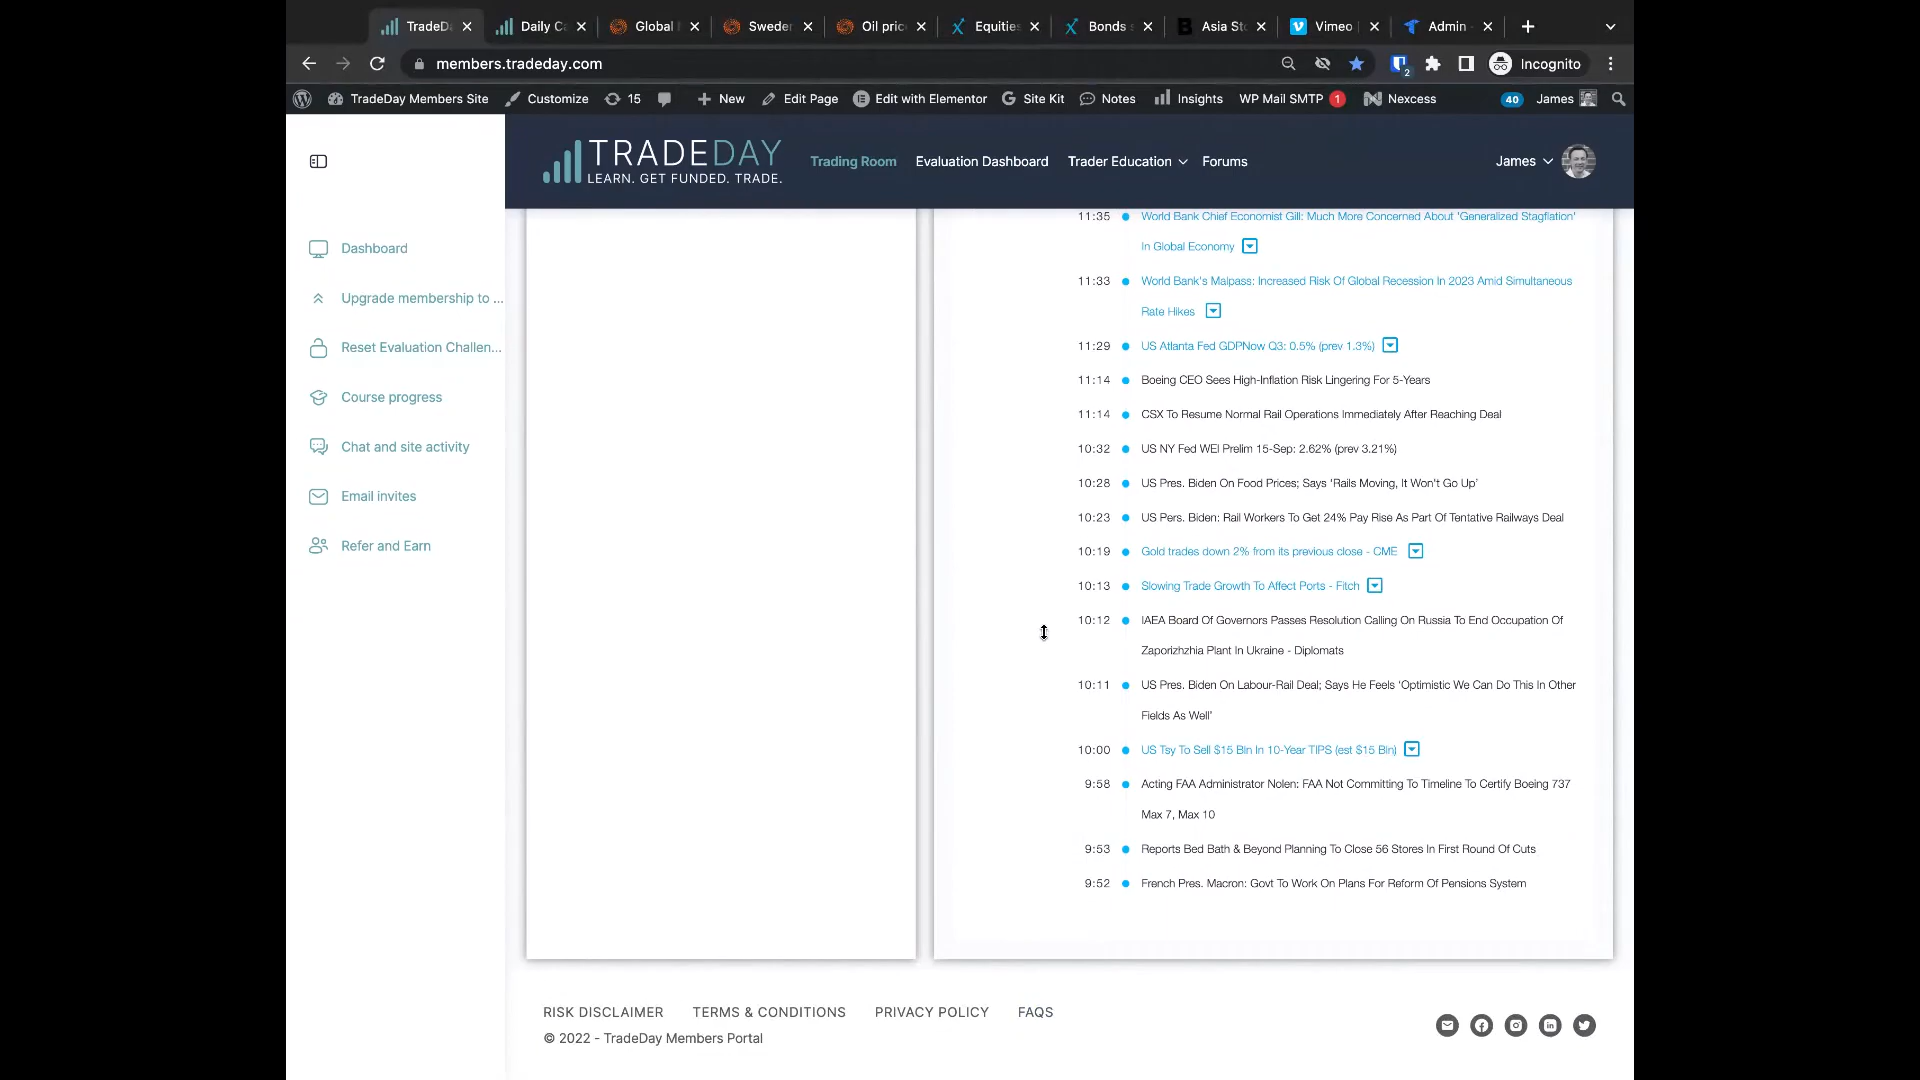 TradeD
Daily C
Global
Sweder
Oil pric
Equities
Bonds
Asia St
Vimeo
Admin
members.tradeday.com
2
Incognito
TradeDay Members Site
Customize
15
New
Edit Page
Edit with Elementor
Site Kit
Notes
Insights
WP Mail SMTP 1
Nexcess
40
James
TRADEDAY
LEARN. GET FUNDED. TRADE.
Trading Room
Evaluation Dashboard
Trader Education
Forums
James
Dashboard
Upgrade membership to ...
Reset Evaluation Challen...
Course progress
Chat and site activity
Email invites
Refer and Earn
11:35 World Bank Chief Economist Gill: Much More Concerned About 'Generalized Stagflation'
In Global Economy
11:33 World Bank's Malpass: Increased Risk Of Global Recession In 2023 Amid Simultaneous
Rate Hikes
11:29 US Atlanta Fed GDPNow Q3: 0.5% (prev 1.3%)
11:14 Boeing CEO Sees High-Inflation Risk Lingering For 5-Years
11:14 CSX To Resume Normal Rail Operations Immediately After Reaching Deal
10:32 US NY Fed WEI Prelim 15-Sep: 2.62% (prev 3.21%)
10:28 US Pres. Biden On Food Prices; Says 'Rails Moving, It Won't Go Up'
10:23 US Pers. Biden: Rail Workers To Get 24% Pay Rise As Part Of Tentative Railways Deal
10:19 Gold trades down 2% from its previous close - CME
10:13 Slowing Trade Growth To Affect Ports - Fitch
10:12 IAEA Board Of Governors Passes Resolution Calling On Russia To End Occupation Of
Zaporizhzhia Plant In Ukraine - Diplomats
10:11 US Pres. Biden On Labour-Rail Deal; Says He Feels 'Optimistic We Can Do This In Other
Fields As Well'
10:00 US Tsy To Sell $15 Bln In 10-Year TIPS (est $15 Bln)
9:58 Acting FAA Administrator Nolen: FAA Not Committing To Timeline To Certify Boeing 737
Max 7, Max 10
9:53 Reports Bed Bath & Beyond Planning To Close 56 Stores In First Round Of Cuts
9:52 French Pres. Macron: Govt To Work On Plans For Reform Of Pensions System
RISK DISCLAIMER
TERMS & CONDITIONS
PRIVACY POLICY
FAQS
© 2022 - TradeDay Members Portal